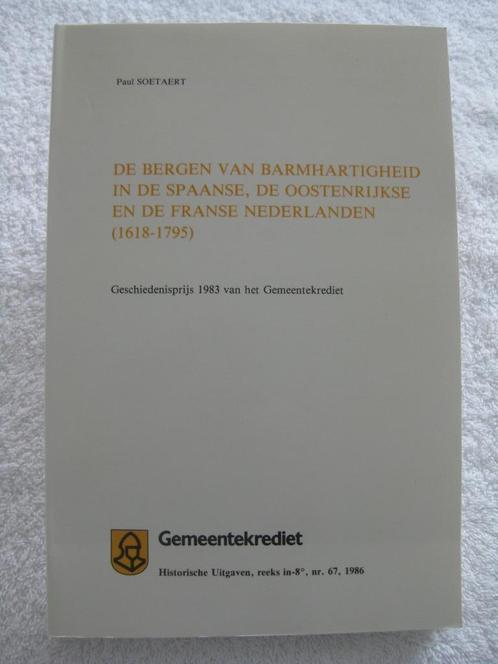 Paul SOETAERT
DE BERGEN VAN BARMHARTIGHEID
IN DE SPAANSE, DE OOSTENRIJKSE
EN DE FRANSE NEDERLANDEN
(1618-1795)
Geschiedenisprijs 1983 van het Gemeentekrediet
Gemeentekrediet
Historische Uitgaven, reeks in-8°, nr. 67, 1986